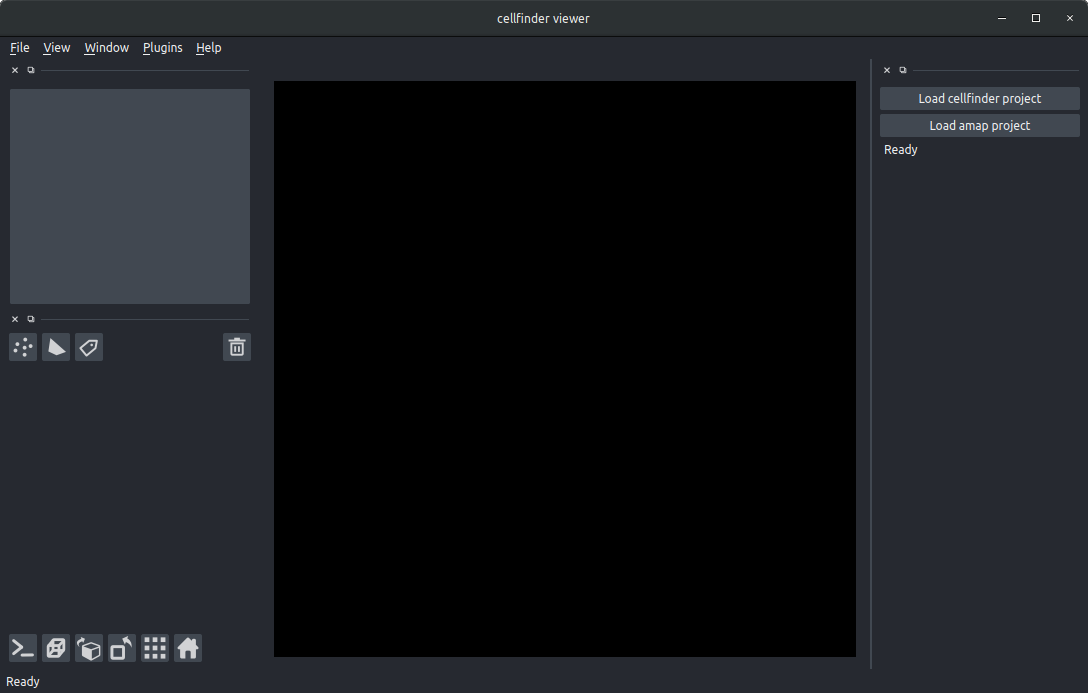 cellfinder viewer
File View Window Plugins Help
Load cellfinder project
Load amap project
Ready
Ready